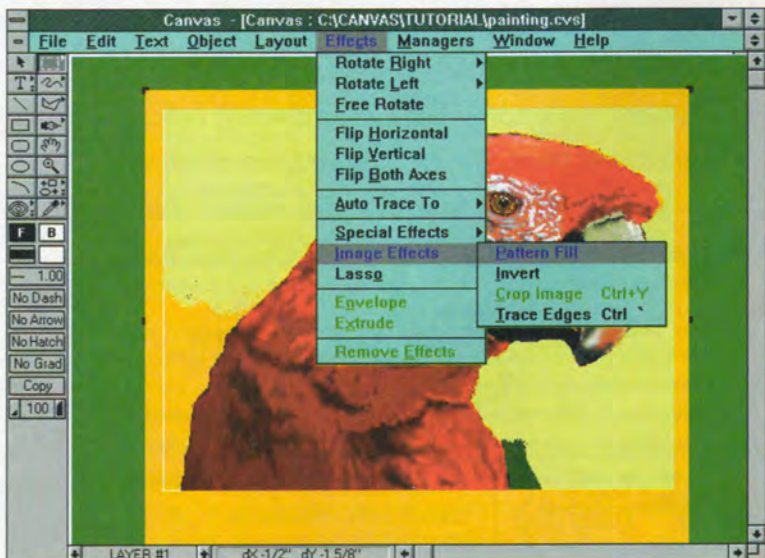 Canvas - [Canvas : C:\CANVAS\TUTORIAL\painting.cvs]
File Edit Text Object Layout Effects Managers Window Help
Rotate Right
Rotate Left
Free Rotate
Flip Horizontal
Flip Vertical
Flip Both Axes
Auto Trace To
Special Effects
Image Effects
Lasso
Envelope
Extrude
Remove Effects
Pattern Fill
Invert
Crop Image Ctrl+Y
Trace Edges Ctrl `
T
F B
1.00
No Dash
No Arrow
No Hatch
No Grad
Copy
100
LAYER #1 dX -1/2" dY -1 5/8"